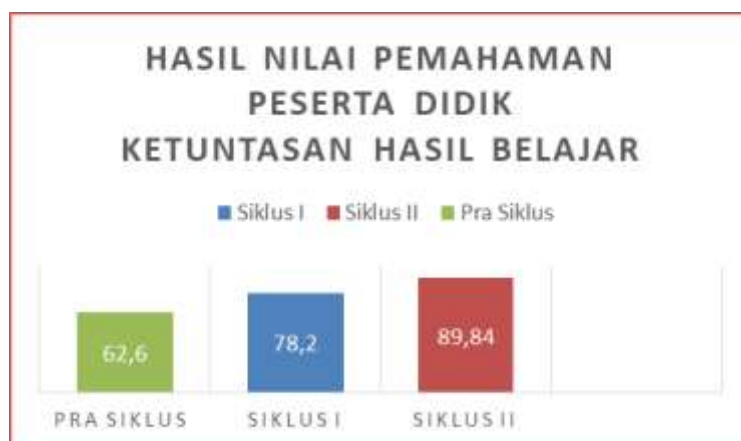 HASIL NILAI PEMAHAMAN
PESERTA DIDIK
KETUNTASAN HASIL BELAJAR
Siklus I Siklus II Pra Siklus
62,6
78,2
89,84
PRA SIKLUS SIKLUS I SIKLUS II